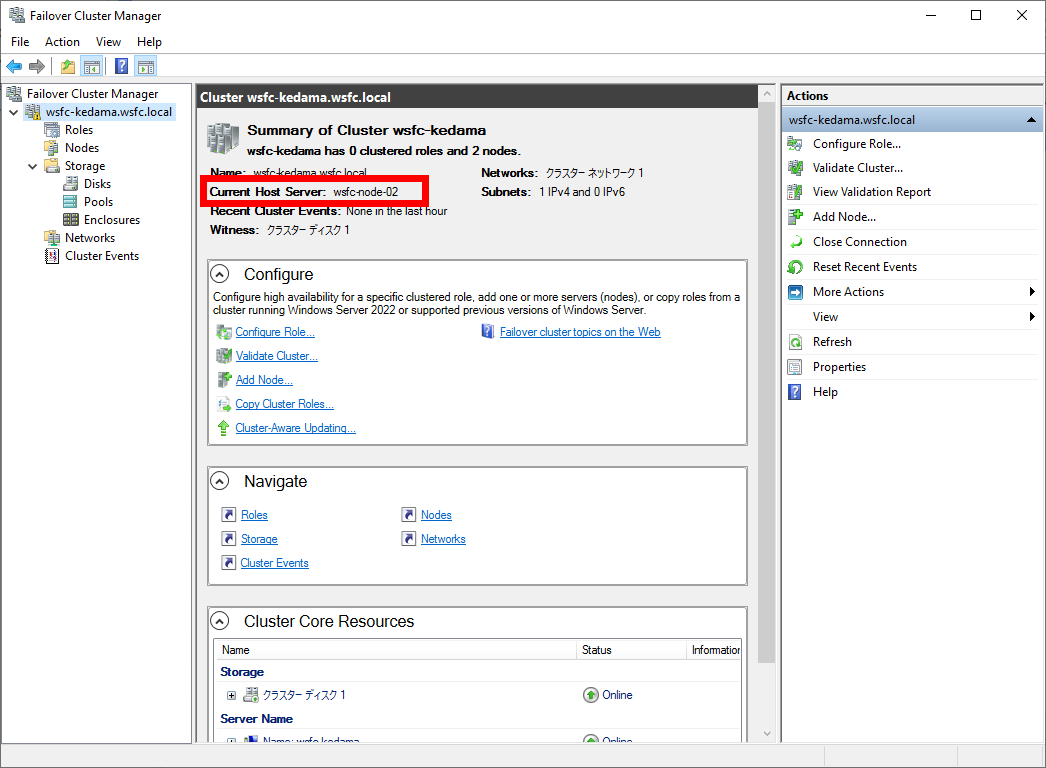 Failover Cluster Manager
File Action View Help
Failover Cluster Manager
wsfc-kedama.wsfc.local
Roles
Nodes
Storage
Disks
Pools
Enclosures
Networks
Cluster Events
Cluster wsfc-kedama.wsfc.local
Summary of Cluster wsfc-kedama
wsfc-kedama has 0 clustered roles and 2 nodes.
Name: wsfc-kedama.wsfc.local
Networks: クラスター ネットワーク 1
Current Host Server: wsfc-node-02
Subnets: 1 IPv4 and 0 IPv6
Recent Cluster Events: None in the last hour
Witness: クラスター ディスク 1
Configure
Configure high availability for a specific clustered role, add one or more servers (nodes), or copy roles from a
cluster running Windows Server 2022 or supported previous versions of Windows Server.
Configure Role...
Failover cluster topics on the Web
Validate Cluster...
Add Node...
Copy Cluster Roles...
Cluster-Aware Updating...
Navigate
Roles
Nodes
Storage
Networks
Cluster Events
Cluster Core Resources
Name Status Information
Storage
クラスター ディスク 1 Online
Server Name
Name: wsfc-kedama Online
Actions
wsfc-kedama.wsfc.local
Configure Role...
Validate Cluster...
View Validation Report
Add Node...
Close Connection
Reset Recent Events
More Actions
View
Refresh
Properties
Help